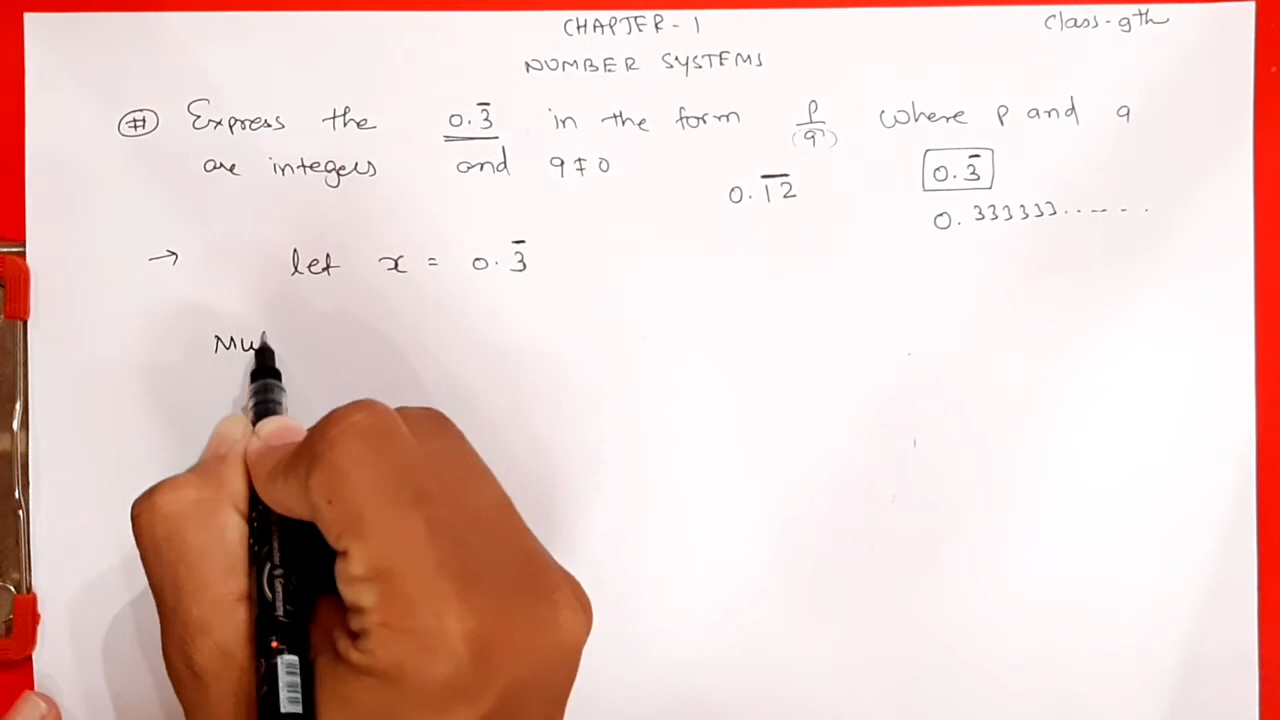 CHAPTER - 1
Class - 9th
NUMBER SYSTEMS
# Express the 0.3̅ in the form p/q where p and q
are integers and q ≠ 0
0.1̅2̅
0.3̅
0.333333.......
→ let x = 0.3̅
Mu